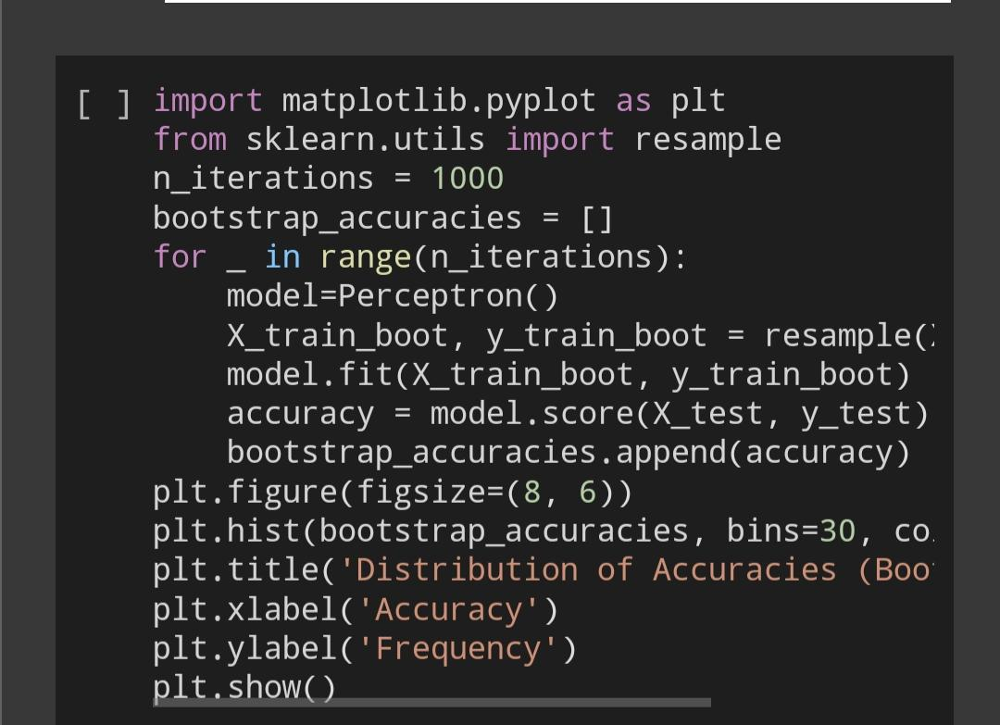 [ ] import matplotlib.pyplot as plt
from sklearn.utils import resample
n_iterations = 1000
bootstrap_accuracies = []
for _ in range(n_iterations):
    model=Perceptron()
    X_train_boot, y_train_boot = resample(
    model.fit(X_train_boot, y_train_boot)
    accuracy = model.score(X_test, y_test)
    bootstrap_accuracies.append(accuracy)
plt.figure(figsize=(8, 6))
plt.hist(bootstrap_accuracies, bins=30, co
plt.title('Distribution of Accuracies (Boo
plt.xlabel('Accuracy')
plt.ylabel('Frequency')
plt.show()